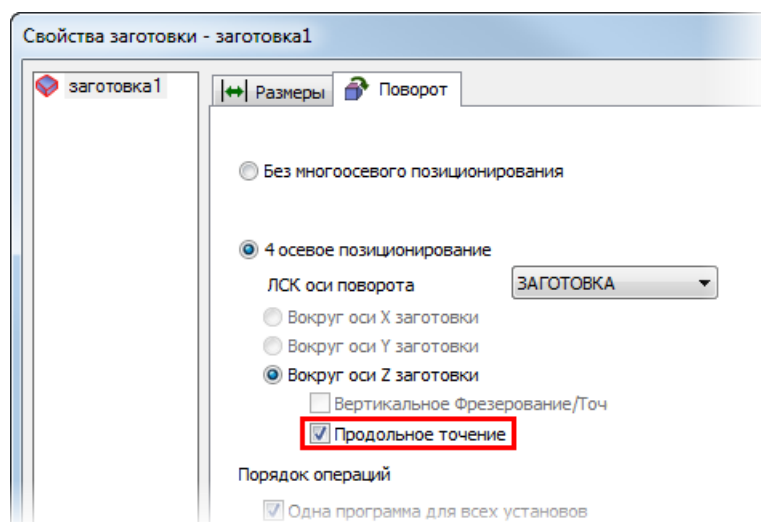 Свойства заготовки - заготовка1
заготовка1
Размеры Поворот
Без многоосевого позиционирования
4 осевое позиционирование
ЛСК оси поворота ЗАГОТОВКА
Вокруг оси X заготовки
Вокруг оси Y заготовки
Вокруг оси Z заготовки
Вертикальное Фрезерование/Точ
Продольное точение
Порядок операций
Одна программа для всех установов